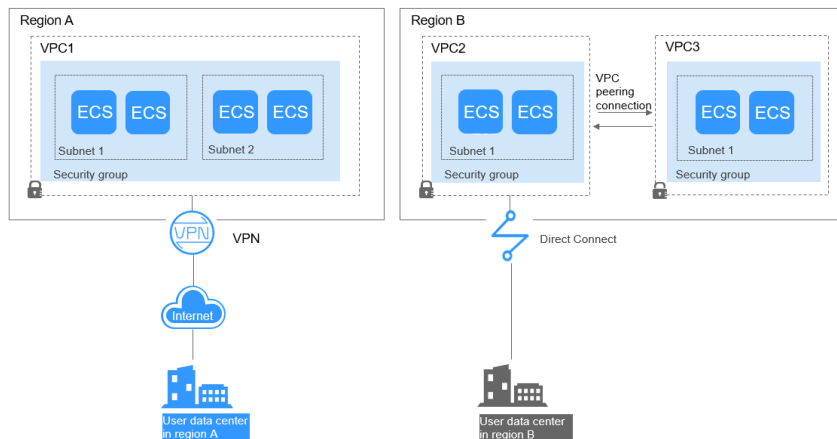 Region A
VPC1
ECS
ECS
Subnet 1
ECS
ECS
Subnet 2
Security group
VPN
VPN
Internet
User data center
in region A
Region B
VPC2
ECS
ECS
Subnet 1
Security group
VPC
peering
connection
VPC3
ECS
ECS
Subnet 1
Security group
Direct Connect
User data center
in region B